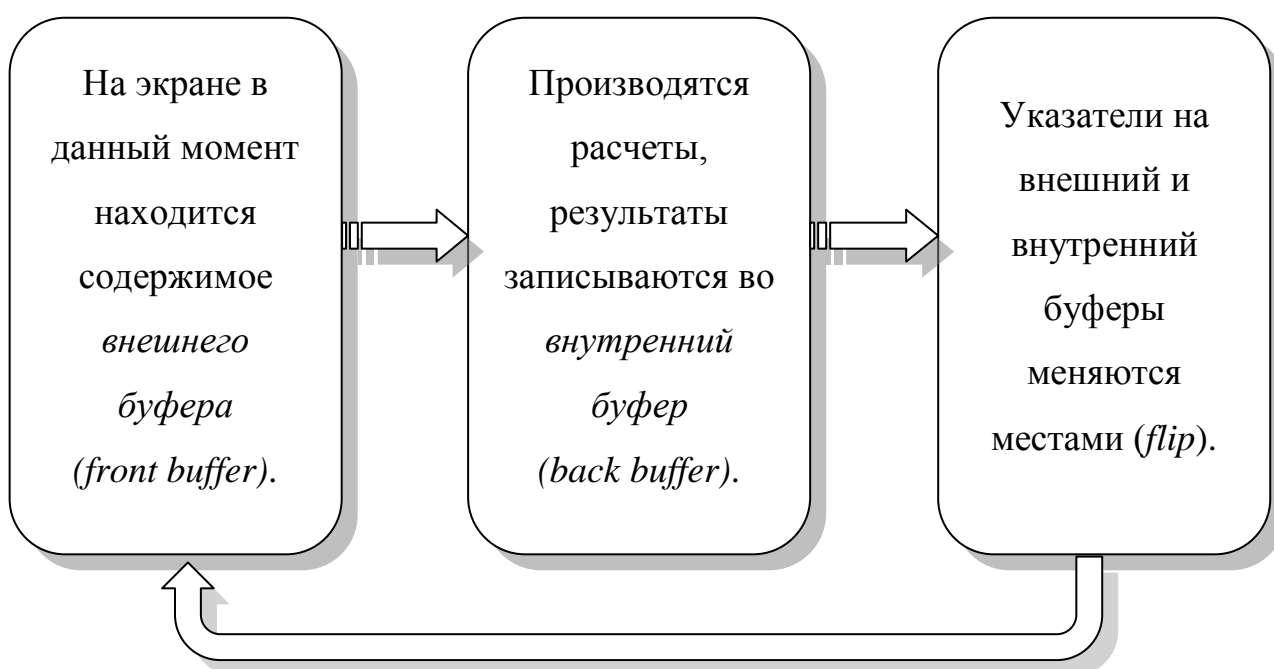 На экране в
данный момент
находится
содержимое
внешнего
буфера
(front buffer).
Производятся
расчеты,
результаты
записываются во
внутренний
буфер
(back buffer).
Указатели на
внешний и
внутренний
буферы
меняются
местами (flip).